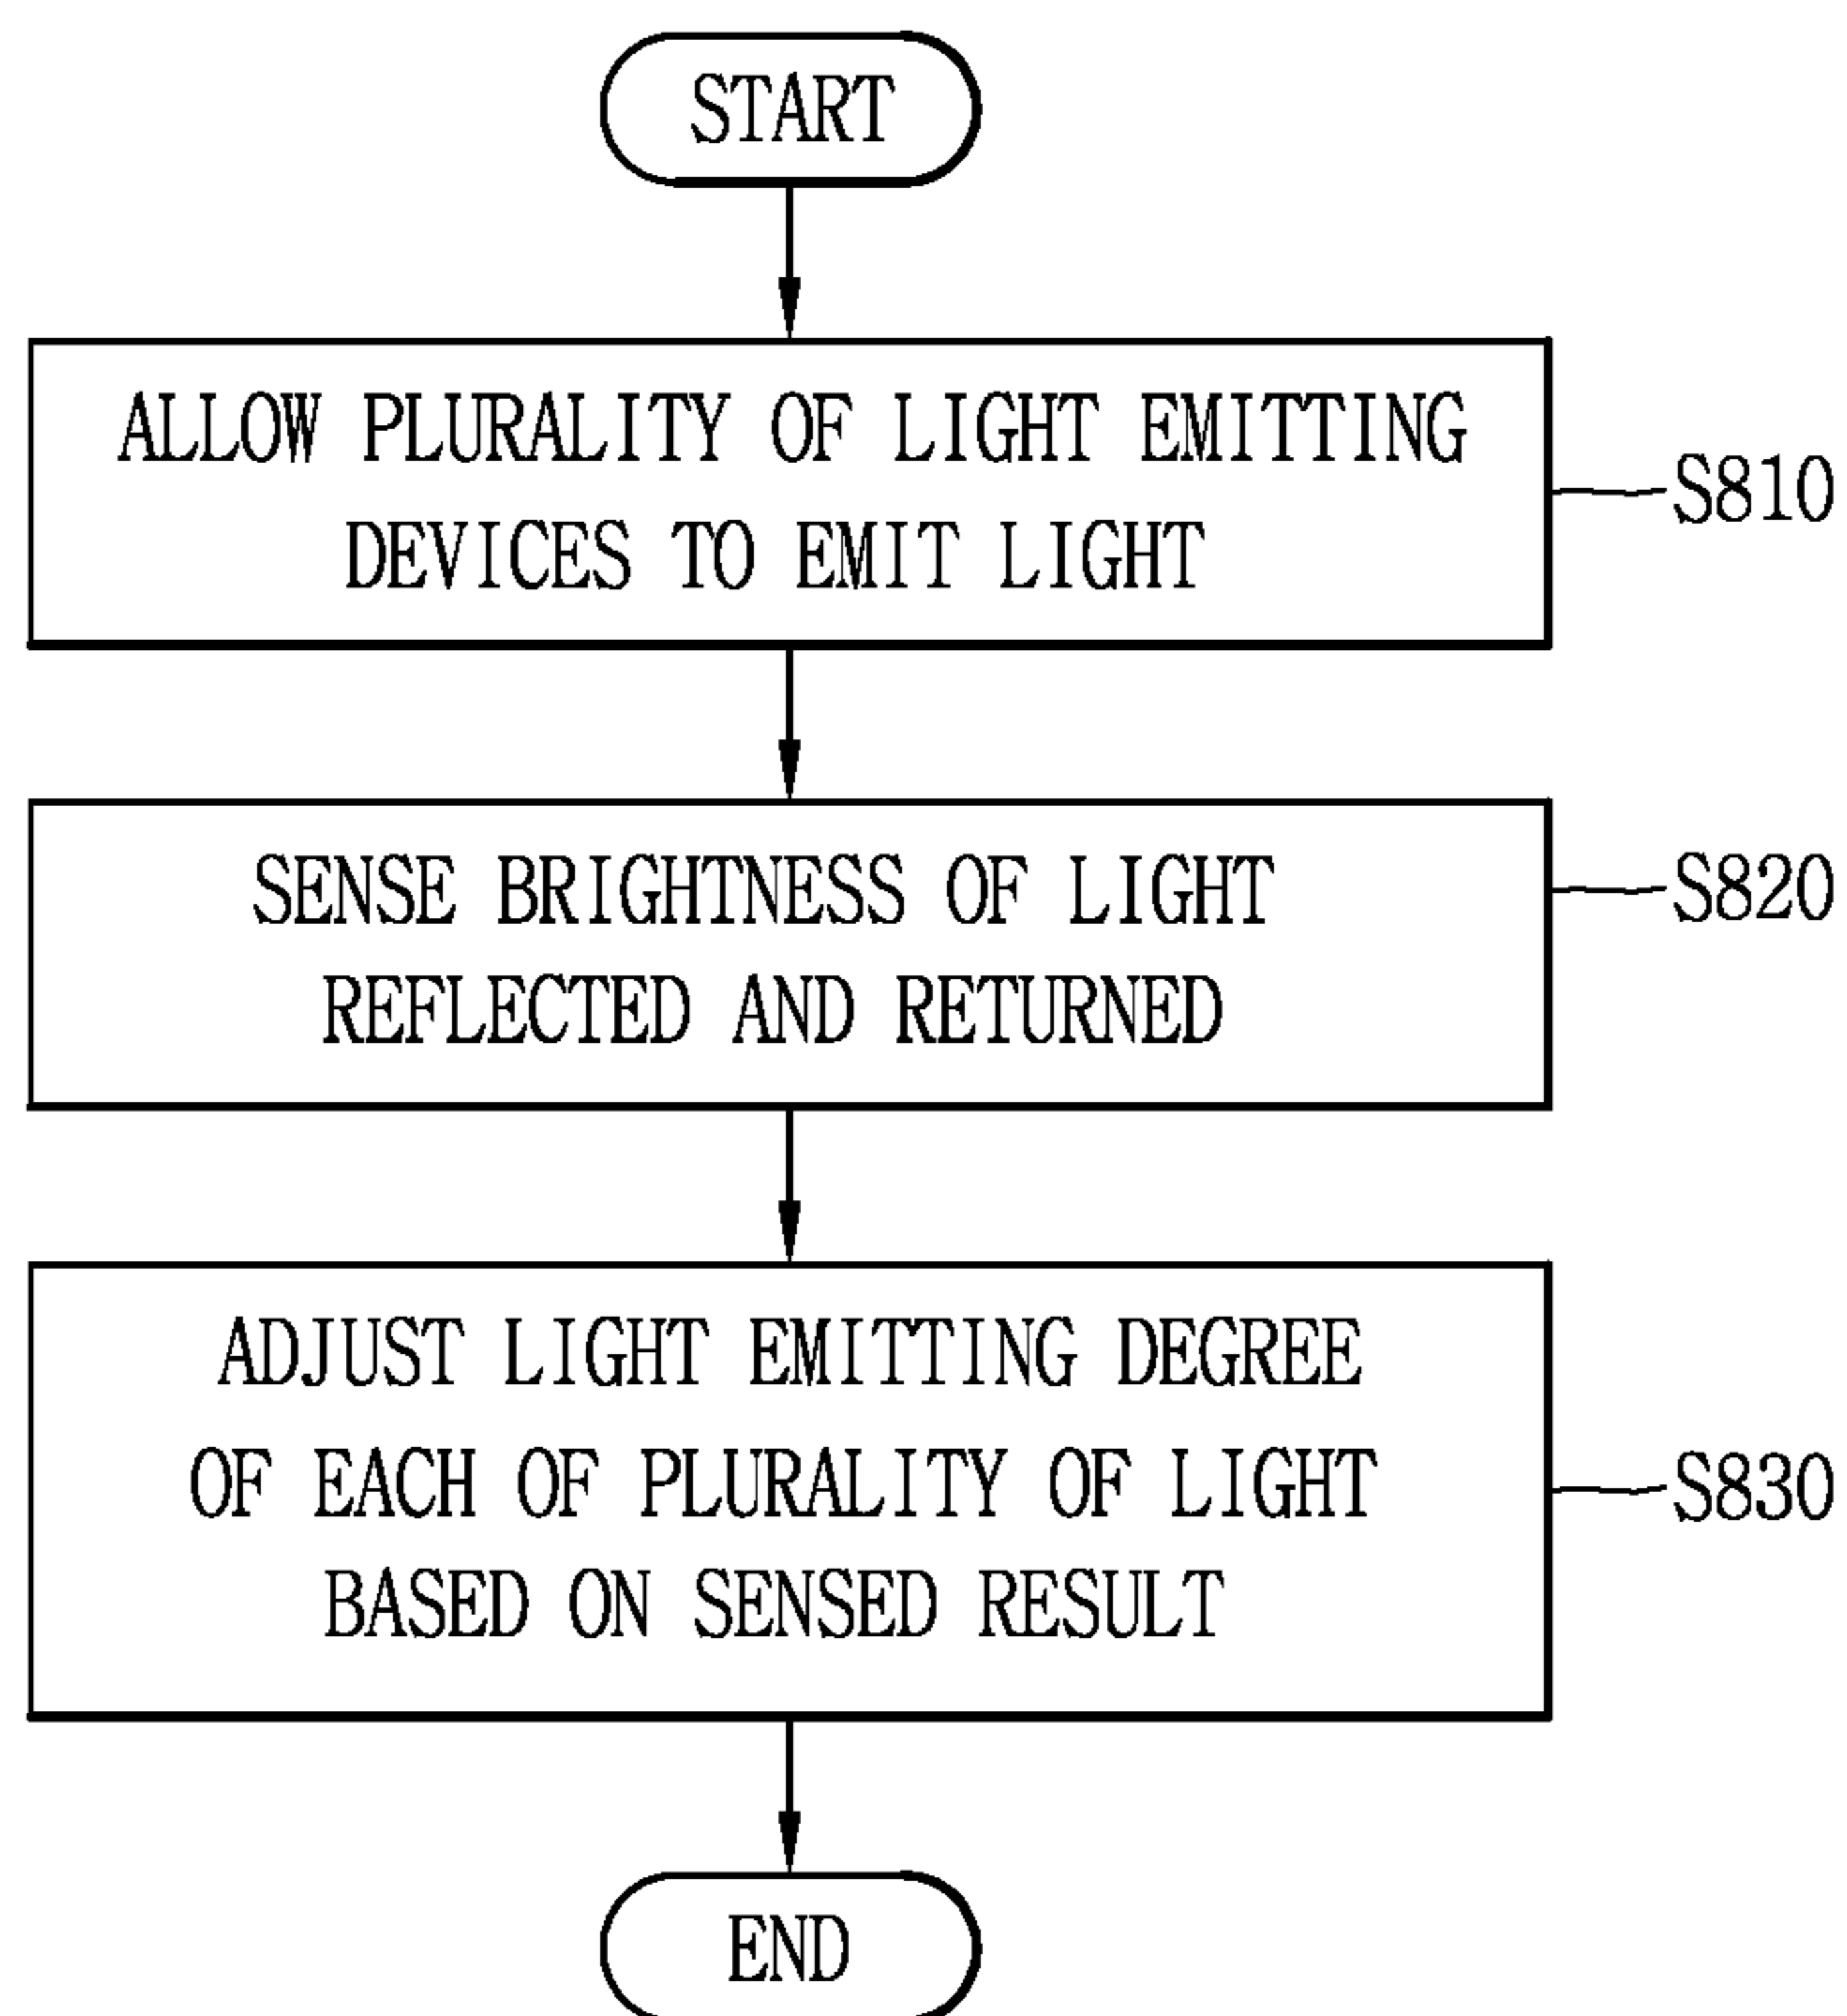 START
ALLOW PLURALITY OF LIGHT EMITTING
DEVICES TO EMIT LIGHT
S810
SENSE BRIGHTNESS OF LIGHT
REFLECTED AND RETURNED
S820
ADJUST LIGHT EMITTING DEGREE
OF EACH OF PLURALITY OF LIGHT
BASED ON SENSED RESULT
S830
END